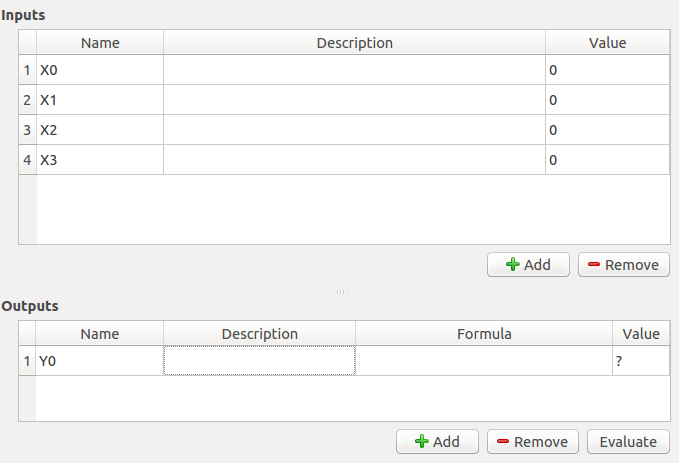 Inputs
Name Description Value
1 X0 0
2 X1 0
3 X2 0
4 X3 0
Add Remove
Outputs
Name Description Formula Value
1 Y0 ?
Add Remove Evaluate